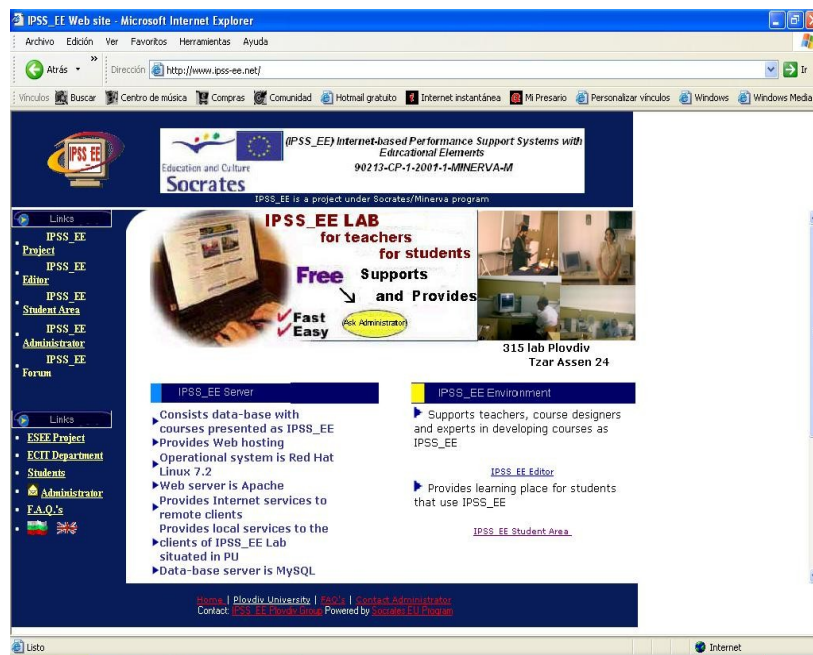 IPSS_EE Web site - Microsoft Internet Explorer
Archivo Edición Ver Favoritos Herramientas Ayuda
Atrás » Dirección http://www.ipss-ee.net/ Ir
Vínculos Buscar Centro de música Compras Comunidad Hotmail gratuito Internet instantánea Mi Presario Personalizar vínculos Windows Windows Media
IPSS_EE
Education and Culture
Socrates
(IPSS_EE) Internet-based Performance Support Systems with
Educational Elements
90213-CP-1-2001-1-MINERVA-M
IPSS_EE is a project under Socrates/Minerva program
Links
IPSS_EE
Project
IPSS_EE
Editor
IPSS_EE
Student Area
IPSS_EE
Administrator
IPSS_EE
Forum
Links
ESEE Project
ECIT Department
Students
Administrator
F.A.Q.'s
IPSS_EE LAB
for teachers
for students
Free Supports
and Provides
✓Fast
✓Easy
Ask Administrator
315 lab Plovdiv
Tzar Assen 24
IPSS_EE Server
Consists data-base with
courses presented as IPSS_EE
Provides Web hosting
Operational system is Red Hat
Linux 7.2
Web server is Apache
Provides Internet services to
remote clients
Provides local services to the
clients of IPSS_EE Lab
situated in PU
Data-base server is MySQL
IPSS_EE Environment
Supports teachers, course designers
and experts in developing courses as
IPSS_EE
IPSS_EE Editor
Provides learning place for students
that use IPSS_EE
IPSS_EE Student Area
Home | Plovdiv University | FAQ's | Contact Administrator
Contact: IPSS_EE Plovdiv Group Powered by Socrates EU Program
Listo Internet